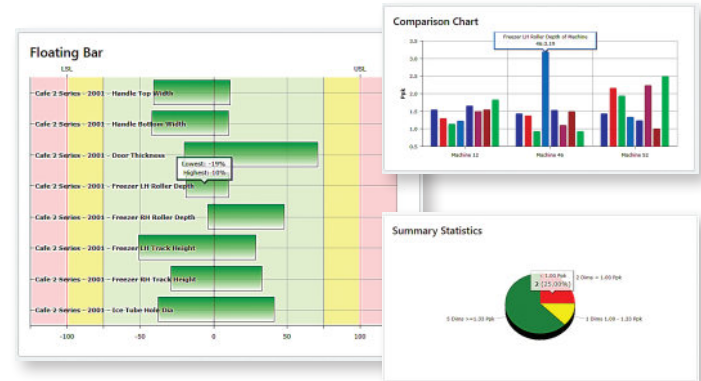 Floating Bar
LSL
USL
Cafe 2 Series - 2001 - Handle Top Width
Cafe 2 Series - 2001 - Handle Bottom Width
Cafe 2 Series - 2001 - Door Thickness
Lowest: -19%
Highest: 10%
Cafe 2 Series - 2001 - Freezer LH Roller Depth
Cafe 2 Series - 2001 - Freezer RH Roller Depth
Cafe 2 Series - 2001 - Freezer LH Track Height
Cafe 2 Series - 2001 - Freezer RH Track Height
Cafe 2 Series - 2001 - Ice Tube Hole Dia
-100
-50
0
50
100
Comparison Chart
Freezer LH Roller Depth of Machine
46:3.19
Ppk
3.5
3.0
2.5
2.0
1.5
1.0
0.5
Machine 12
Machine 46
Machine 52
Summary Statistics
< 1.00 Ppk
2 (25.00%)
2 Dims < 1.00 Ppk
5 Dims >=1.33 Ppk
1 Dims 1.00 - 1.33 Ppk